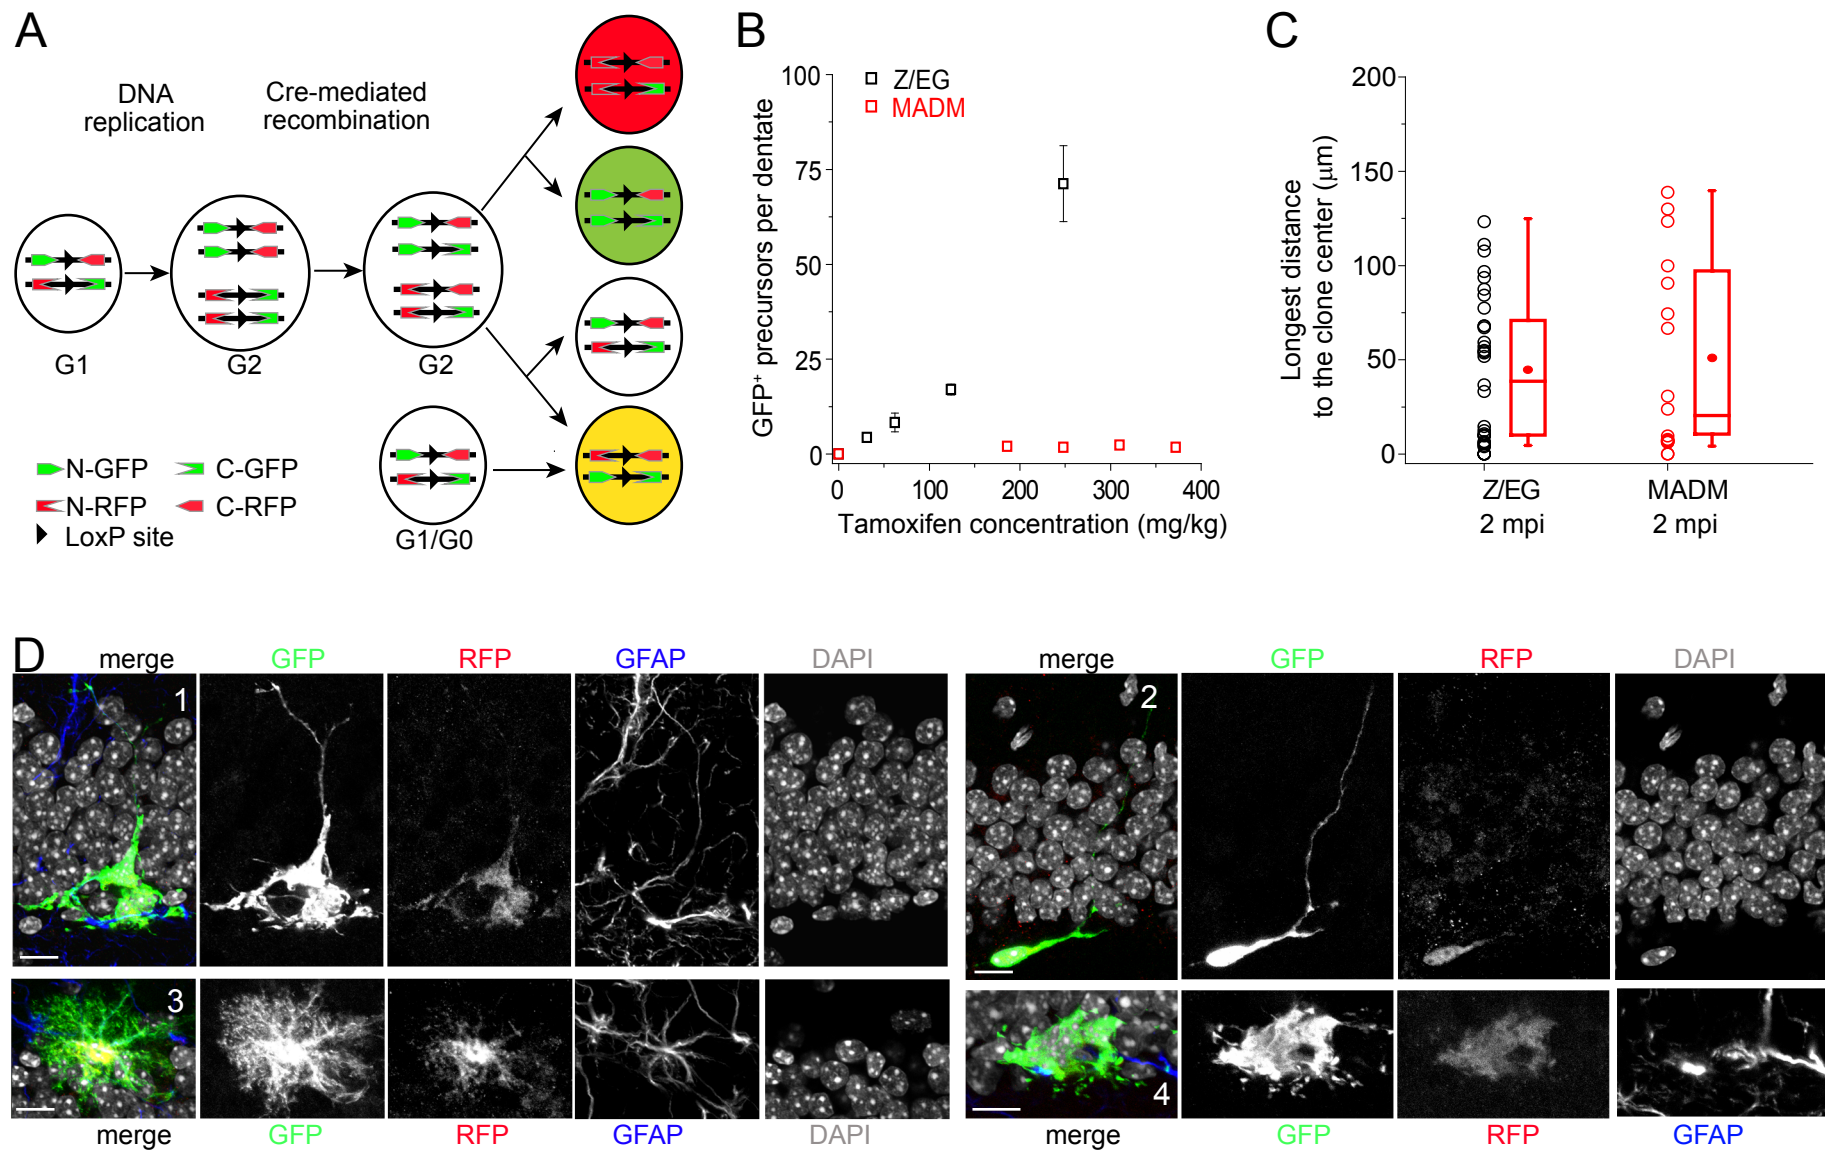 A
DNA
replication
Cre-mediated
recombination
G1
G2
G2
G1/G0
N-GFP
C-GFP
N-RFP
C-RFP
LoxP site
B
GFP+ precursors per dentate
100
75
50
25
0
Z/EG
MADM
0
100
200
300
400
Tamoxifen concentration (mg/kg)
C
Longest distance
to the clone center (μm)
200
150
100
50
0
Z/EG
2 mpi
MADM
2 mpi
D
merge
GFP
RFP
GFAP
DAPI
1
merge
GFP
RFP
DAPI
2
3
merge
GFP
RFP
GFAP
DAPI
4
merge
GFP
RFP
GFAP